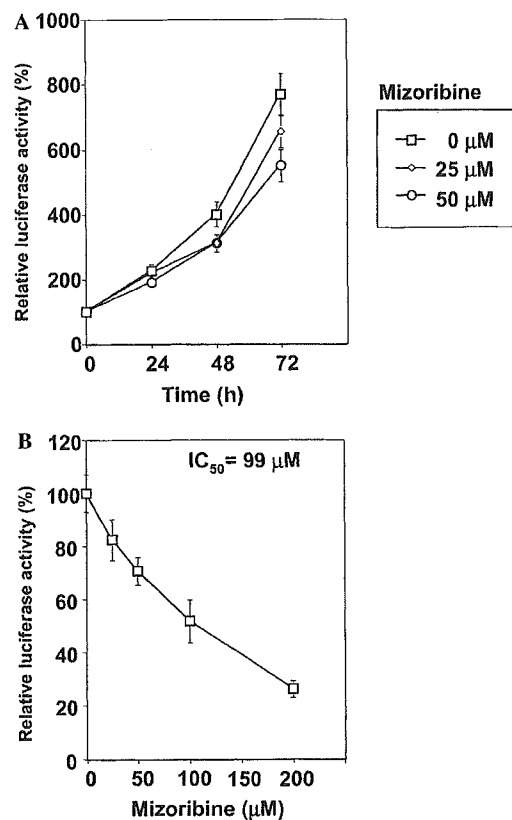 A
Relative luciferase activity (%)
1000
800
600
400
200
0
0 24 48 72
Time (h)
Mizoribine
0 μM
25 μM
50 μM
B
Relative luciferase activity (%)
120
100
80
60
40
20
0
IC50= 99 μM
0 50 100 150 200
Mizoribine (μM)